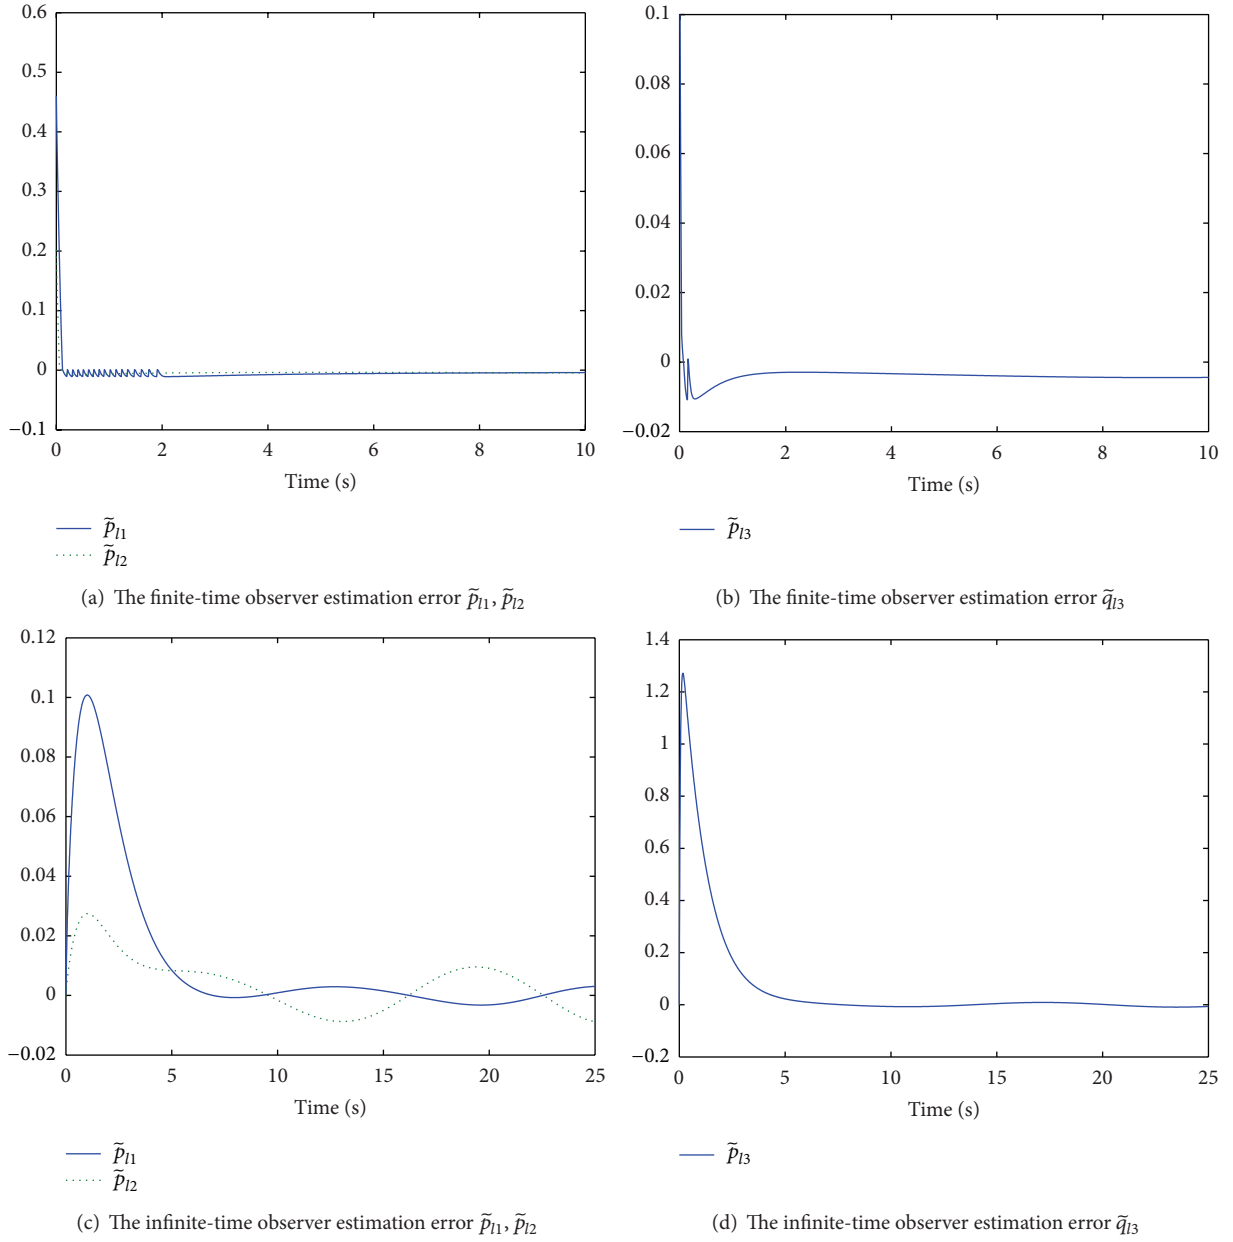 0.6
0.5
0.4
0.3
0.2
0.1
0
−0.1
0 2 4 6 8 10
Time (s)
p̃l1
p̃l2
(a) The finite-time observer estimation error p̃l1, p̃l2
0.1
0.08
0.06
0.04
0.02
0
−0.02
0 2 4 6 8 10
Time (s)
p̃l3
(b) The finite-time observer estimation error q̃l3
0.12
0.1
0.08
0.06
0.04
0.02
0
−0.02
0 5 10 15 20 25
Time (s)
p̃l1
p̃l2
(c) The infinite-time observer estimation error p̃l1, p̃l2
1.4
1.2
1
0.8
0.6
0.4
0.2
0
−0.2
0 5 10 15 20 25
Time (s)
p̃l3
(d) The infinite-time observer estimation error q̃l3